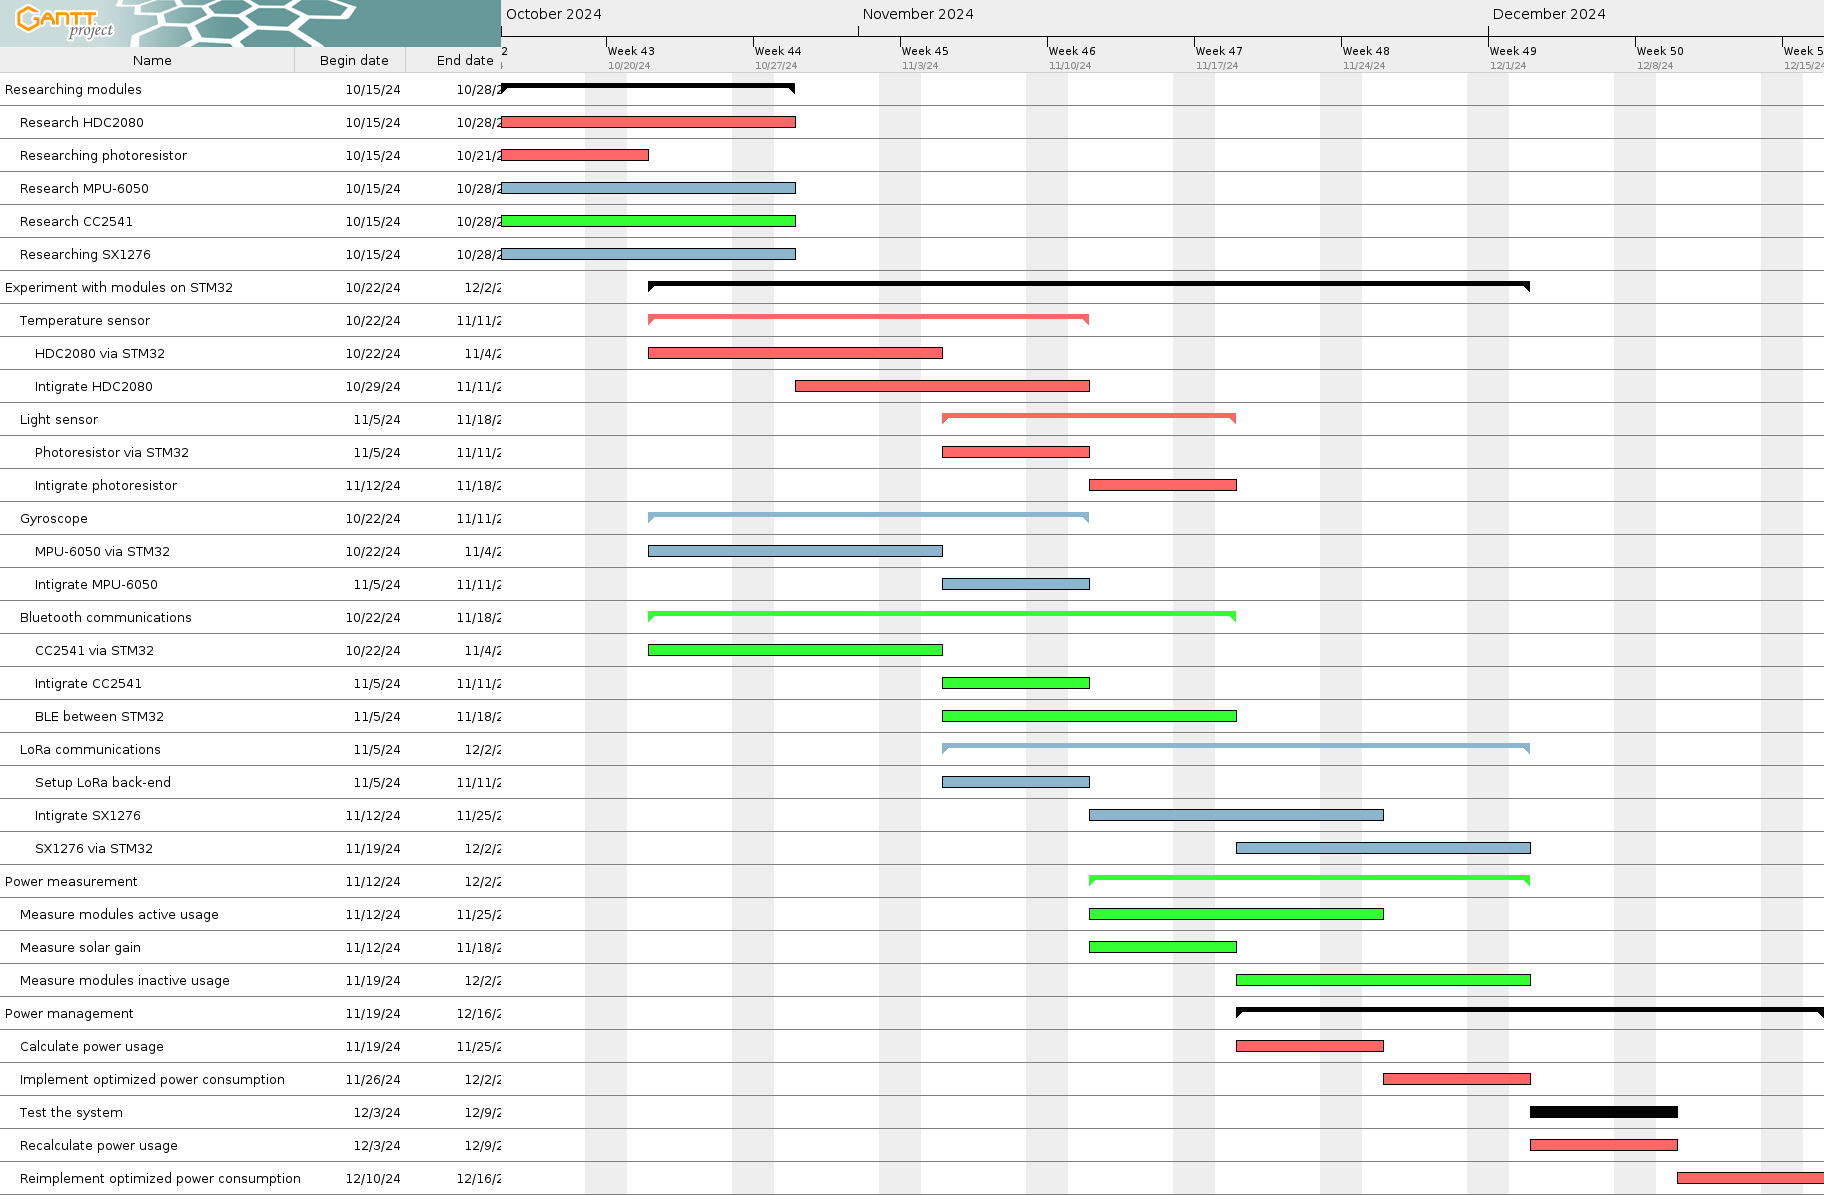 GANTT project
October 2024 November 2024 December 2024
2 Week 43 Week 44 Week 45 Week 46 Week 47 Week 48 Week 49 Week 50 Week 5
10/20/24 10/27/24 11/3/24 11/10/24 11/17/24 11/24/24 12/1/24 12/8/24 12/15/24
Name Begin date End date
Researching modules 10/15/24 10/28/2
Research HDC2080 10/15/24 10/28/2
Researching photoresistor 10/15/24 10/21/2
Research MPU-6050 10/15/24 10/28/2
Research CC2541 10/15/24 10/28/2
Researching SX1276 10/15/24 10/28/2
Experiment with modules on STM32 10/22/24 12/2/2
Temperature sensor 10/22/24 11/11/2
HDC2080 via STM32 10/22/24 11/4/2
Intigrate HDC2080 10/29/24 11/11/2
Light sensor 11/5/24 11/18/2
Photoresistor via STM32 11/5/24 11/11/2
Intigrate photoresistor 11/12/24 11/18/2
Gyroscope 10/22/24 11/11/2
MPU-6050 via STM32 10/22/24 11/4/2
Intigrate MPU-6050 11/5/24 11/11/2
Bluetooth communications 10/22/24 11/18/2
CC2541 via STM32 10/22/24 11/4/2
Intigrate CC2541 11/5/24 11/11/2
BLE between STM32 11/5/24 11/18/2
LoRa communications 11/5/24 12/2/2
Setup LoRa back-end 11/5/24 11/11/2
Intigrate SX1276 11/12/24 11/25/2
SX1276 via STM32 11/19/24 12/2/2
Power measurement 11/12/24 12/2/2
Measure modules active usage 11/12/24 11/25/2
Measure solar gain 11/12/24 11/18/2
Measure modules inactive usage 11/19/24 12/2/2
Power management 11/19/24 12/16/2
Calculate power usage 11/19/24 11/25/2
Implement optimized power consumption 11/26/24 12/2/2
Test the system 12/3/24 12/9/2
Recalculate power usage 12/3/24 12/9/2
Reimplement optimized power consumption 12/10/24 12/16/2